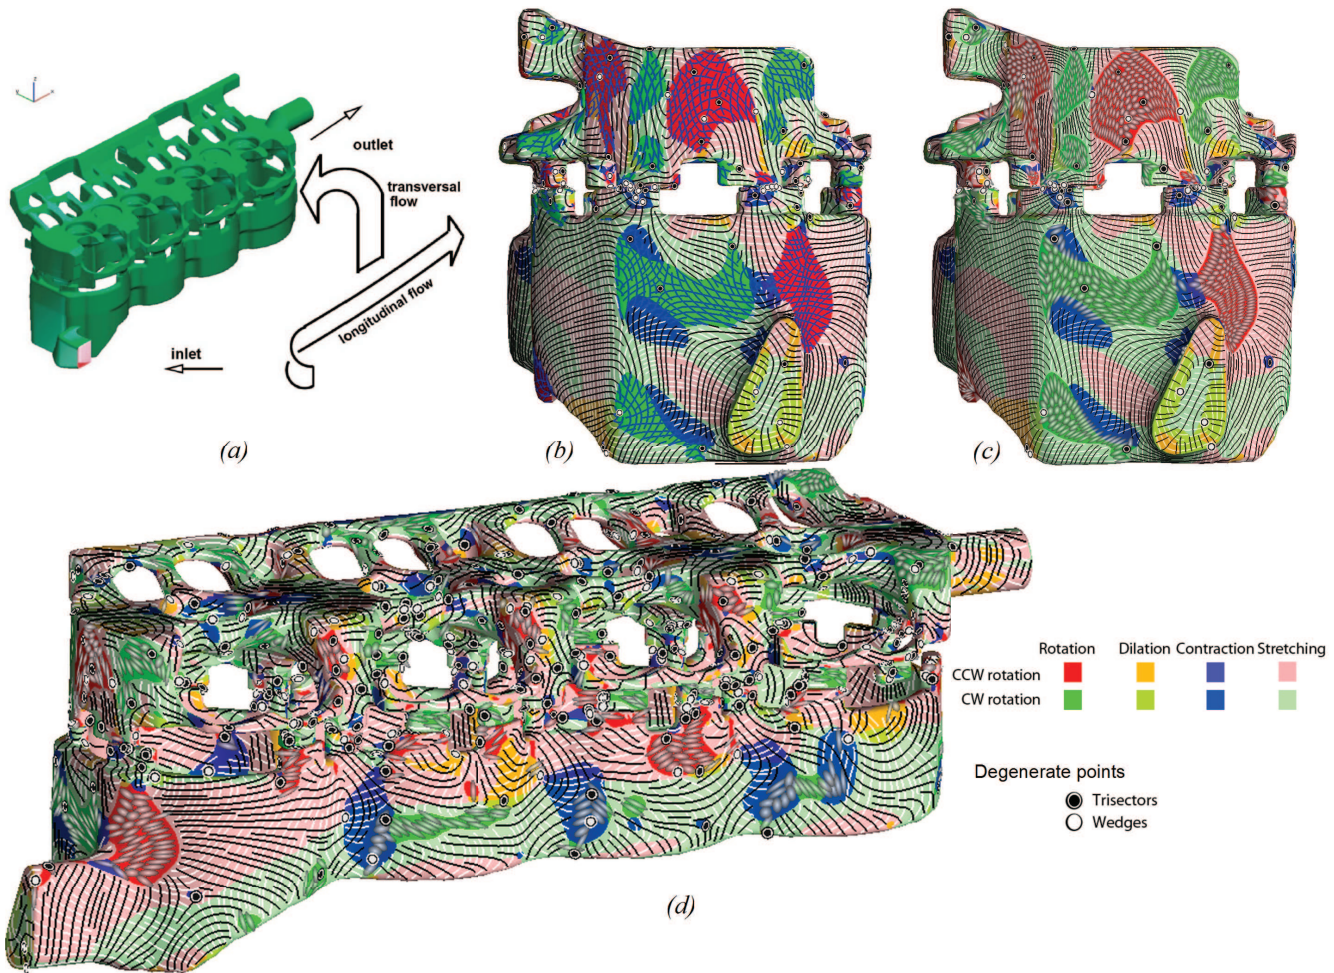 outlet
transversal
flow
longitudinal flow
inlet
(a)
(b)
(c)
(d)
Rotation Dilation Contraction Stretching
CCW rotation
CW rotation
Degenerate points
Trisectors
Wedges